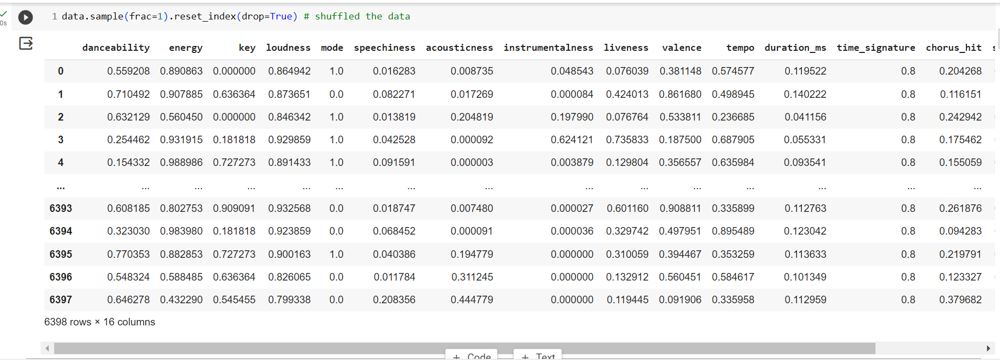 1 data.sample(frac=1).reset_index(drop=True) # shuffled the data
0s
danceability energy key loudness mode speechiness acousticness instrumentalness liveness valence tempo duration_ms time_signature chorus_hit
0 0.559208 0.890863 0.000000 0.864942 1.0 0.016283 0.008735 0.048543 0.076039 0.381148 0.574577 0.119522 0.8 0.204268
1 0.710492 0.907885 0.636364 0.873651 0.0 0.082271 0.017269 0.000084 0.424013 0.861680 0.498945 0.140222 0.8 0.116151
2 0.632129 0.560450 0.000000 0.846342 1.0 0.013819 0.204819 0.197990 0.076764 0.533811 0.236685 0.041156 0.8 0.242942
3 0.254462 0.931915 0.181818 0.929859 1.0 0.042528 0.000092 0.624121 0.735833 0.187500 0.687905 0.055331 0.8 0.175462
4 0.154332 0.988986 0.727273 0.891433 1.0 0.091591 0.000003 0.003879 0.129804 0.356557 0.635984 0.093541 0.8 0.155059
... ... ... ... ... ... ... ... ... ... ... ... ... ... ...
6393 0.608185 0.802753 0.909091 0.932568 0.0 0.018747 0.007480 0.000027 0.601160 0.908811 0.335899 0.112763 0.8 0.261876
6394 0.323030 0.983980 0.181818 0.923859 0.0 0.068452 0.000091 0.000036 0.329742 0.497951 0.895489 0.123042 0.8 0.094283
6395 0.770353 0.882853 0.727273 0.900163 1.0 0.040386 0.194779 0.000000 0.310059 0.394467 0.353259 0.113633 0.8 0.219791
6396 0.548324 0.588485 0.636364 0.826065 0.0 0.011784 0.311245 0.000000 0.132912 0.560451 0.584617 0.101349 0.8 0.123327
6397 0.646278 0.432290 0.545455 0.799338 0.0 0.208356 0.444779 0.000000 0.119445 0.091906 0.335958 0.112959 0.8 0.379682
6398 rows × 16 columns
+ Code + Text